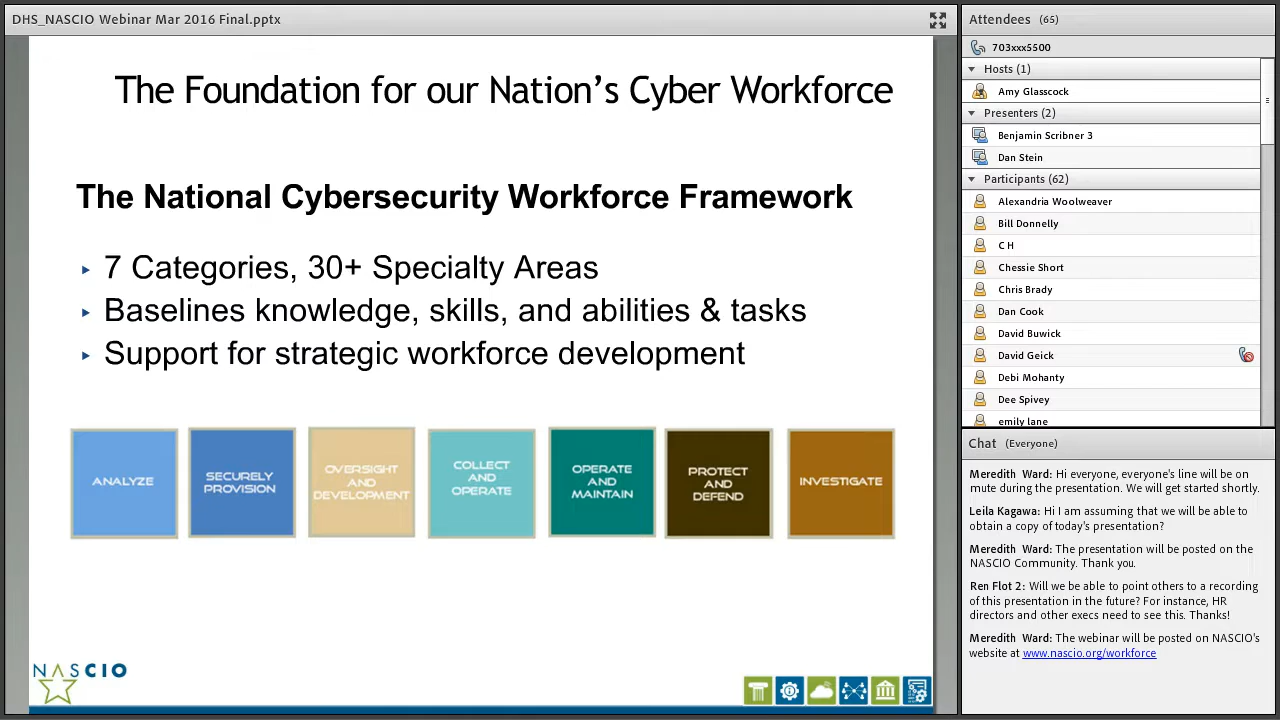 DHS_NASCIO Webinar Mar 2016 Final.pptx
The Foundation for our Nation's Cyber Workforce
The National Cybersecurity Workforce Framework
7 Categories, 30+ Specialty Areas
Baselines knowledge, skills, and abilities & tasks
Support for strategic workforce development
ANALYZE
SECURELY
PROVISION
OVERSIGHT
AND
DEVELOPMENT
COLLECT
AND
OPERATE
OPERATE
AND
MAINTAIN
PROTECT
AND
DEFEND
INVESTIGATE
NASCIO
Attendees (65)
703xxx5500
Hosts (1)
Amy Glasscock
Presenters (2)
Benjamin Scribner 3
Dan Stein
Participants (62)
Alexandria Woolweaver
Bill Donnelly
C H
Chessie Short
Chris Brady
Dan Cook
David Buwick
David Geick
Debi Mohanty
Dee Spivey
emily lane
Chat (Everyone)
Meredith Ward: Hi everyone, everyone's lins will be on
mute during the presentation. We will get started shortly.
Leila Kagawa: Hi I am assuming that we will be able to
obtain a copy of today's presentation?
Meredith Ward: The presentation will be posted on the
NASCIO Community. Thank you.
Ren Flot 2: Will we be able to point others to a recording
of this presentation in the future? For instance, HR
directors and other execs need to see this. Thanks!
Meredith Ward: The webinar will be posted on NASCIO's
website at www.nascio.org/workforce